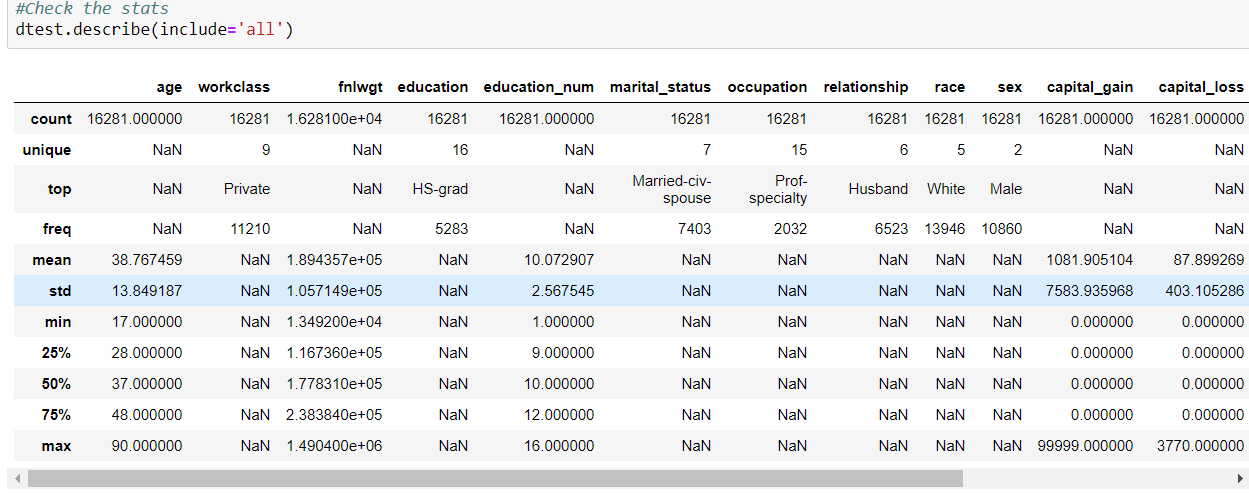 #Check the stats
dtest.describe(include='all')
age workclass fnlwgt education education_num marital_status occupation relationship race sex capital_gain capital_loss
count 16281.000000 16281 1.628100e+04 16281 16281.000000 16281 16281 16281 16281 16281 16281.000000 16281.000000
unique NaN 9 NaN 16 NaN 7 15 6 5 2 NaN NaN
top NaN Private NaN HS-grad NaN Married-civ-spouse Prof-specialty Husband White Male NaN NaN
freq NaN 11210 NaN 5283 NaN 7403 2032 6523 13946 10860 NaN NaN
mean 38.767459 NaN 1.894357e+05 NaN 10.072907 NaN NaN NaN NaN NaN 1081.905104 87.899269
std 13.849187 NaN 1.057149e+05 NaN 2.567545 NaN NaN NaN NaN NaN 7583.935968 403.105286
min 17.000000 NaN 1.349200e+04 NaN 1.000000 NaN NaN NaN NaN NaN 0.000000 0.000000
25% 28.000000 NaN 1.167360e+05 NaN 9.000000 NaN NaN NaN NaN NaN 0.000000 0.000000
50% 37.000000 NaN 1.778310e+05 NaN 10.000000 NaN NaN NaN NaN NaN 0.000000 0.000000
75% 48.000000 NaN 2.383840e+05 NaN 12.000000 NaN NaN NaN NaN NaN 0.000000 0.000000
max 90.000000 NaN 1.490400e+06 NaN 16.000000 NaN NaN NaN NaN NaN 99999.000000 3770.000000